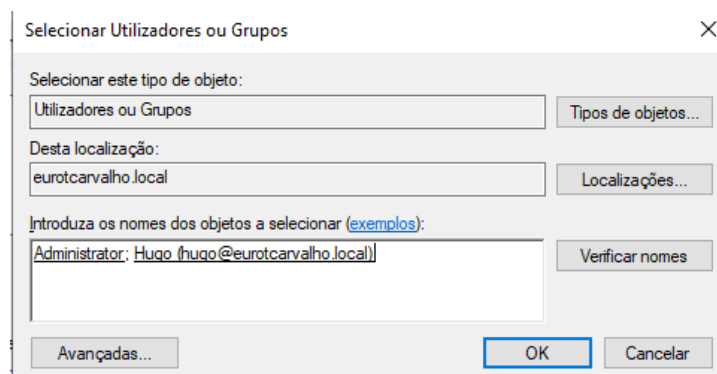 Selecionar Utilizadores ou Grupos
Selecionar este tipo de objeto:
Utilizadores ou Grupos
Tipos de objetos...
Desta localização:
eurotcarvalho.local
Localizações...
Introduza os nomes dos objetos a selecionar (exemplos):
Administrator; Hugo (hugo@eurotcarvalho.local)
Verificar nomes
Avançadas...
OK
Cancelar